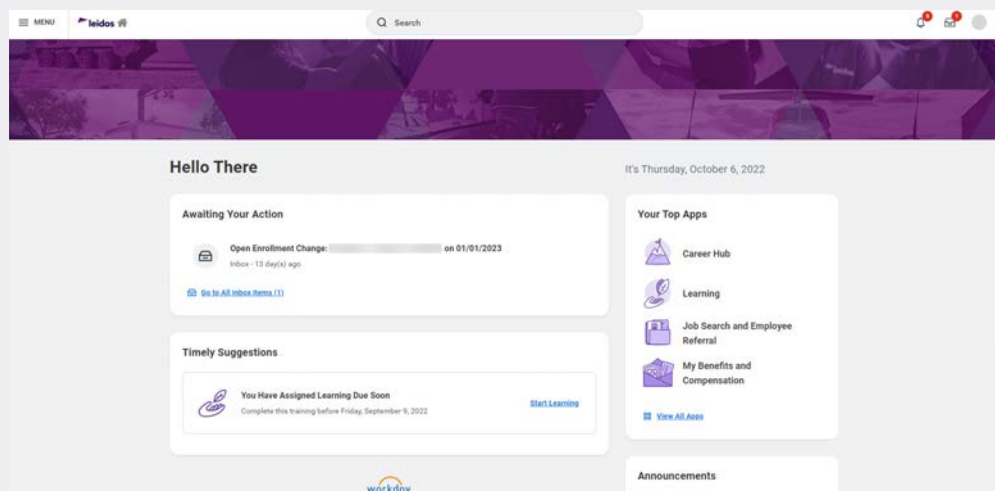 MENU
leidos
Search
Hello There
It's Thursday, October 6, 2022
Awaiting Your Action
Open Enrollment Change: on 01/01/2023
Inbox - 13 day(s) ago
Go to All Inbox Items (1)
Timely Suggestions
You Have Assigned Learning Due Soon
Complete this training before Friday, September 9, 2022
Start Learning
Your Top Apps
Career Hub
Learning
Job Search and Employee
Referral
My Benefits and
Compensation
View All Apps
Announcements
workday